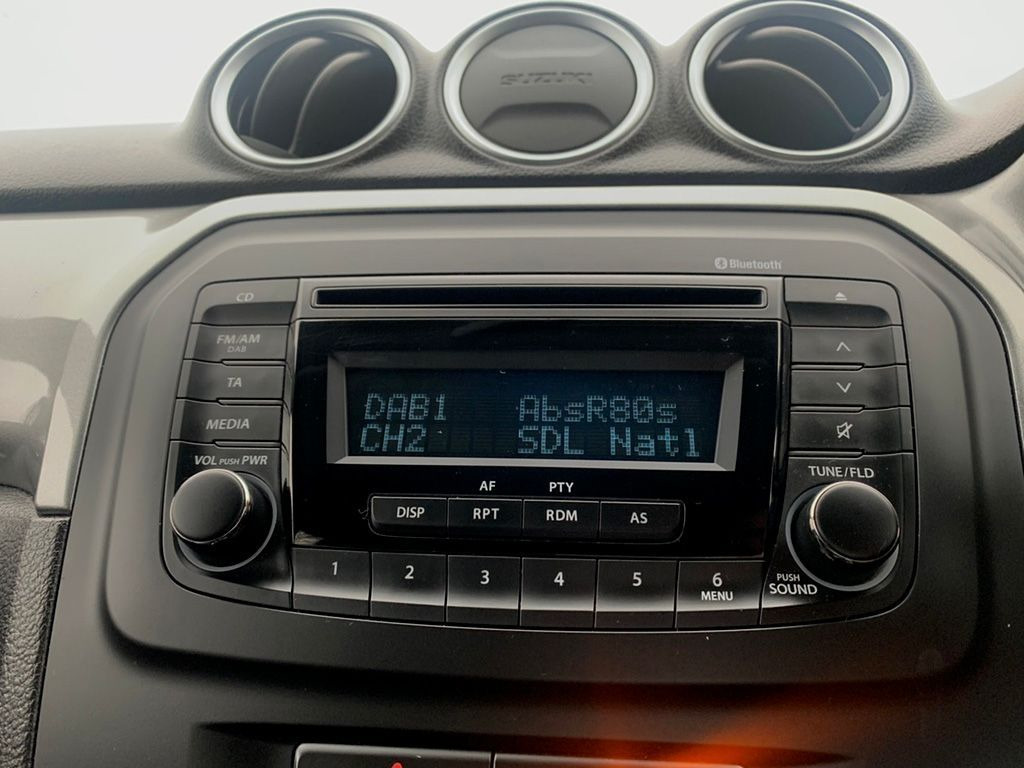 SUZUKI
Bluetooth
CD
FM/AM
DAB
TA
MEDIA
VOL PUSH PWR
DAB1 AbsR80s
CH2 SDL Natl
AF PTY
DISP RPT RDM AS
TUNE/FLD
1 2 3 4 5 6
MENU
PUSH
SOUND